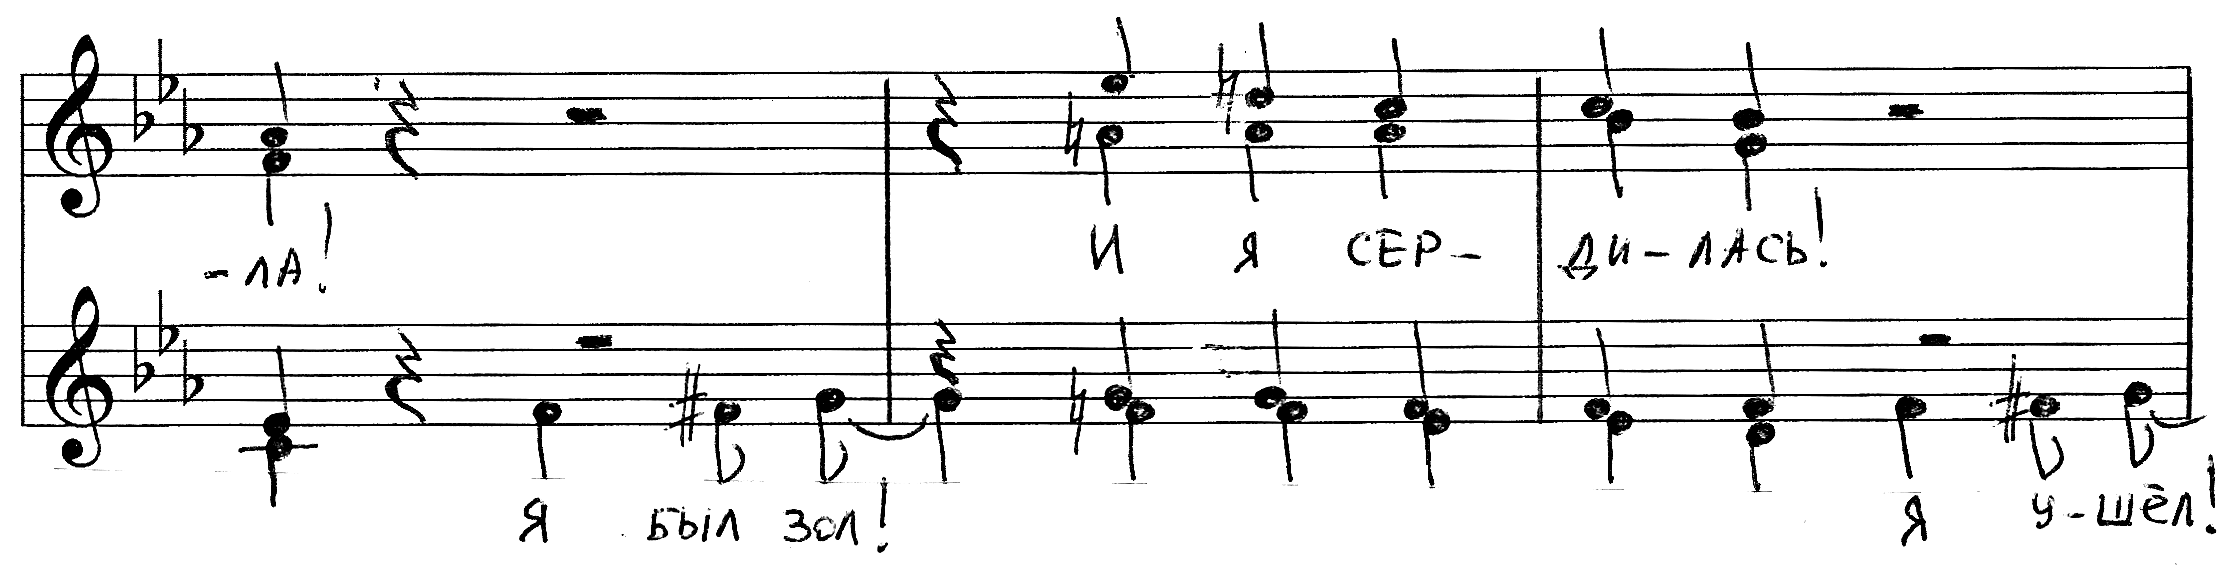 -ЛА! И Я СЕР- ДИ-ЛАСЬ!
Я БЫЛ ЗОЛ! Я У-ШЁЛ!